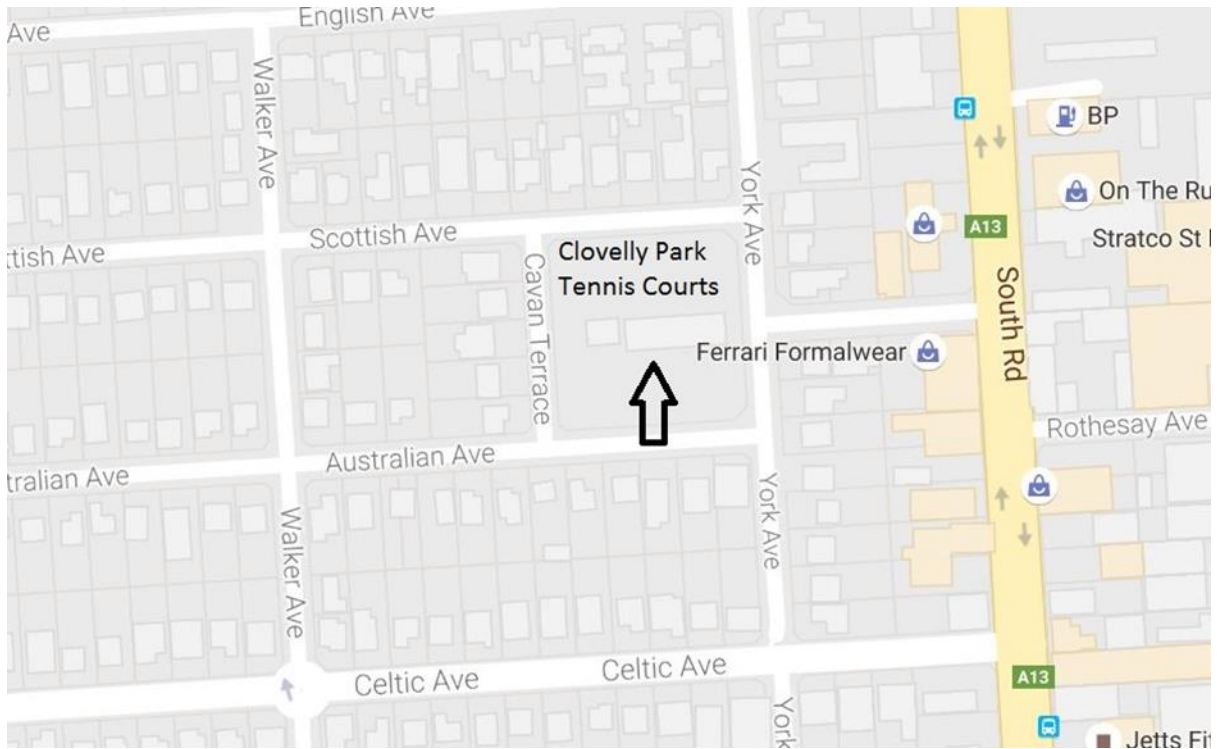 English Ave
Ave
Walker Ave
BP
York Ave
On The Ru
A13
Scottish Ave
ttish Ave
Clovelly Park
Tennis Courts
Stratco St
Cavan Terrace
South Rd
Ferrari Formalwear
Rothesay Ave
Australian Ave
tralian Ave
York Ave
Walker Ave
Celtic Ave
Celtic Ave
A13
York
Jetts Fit